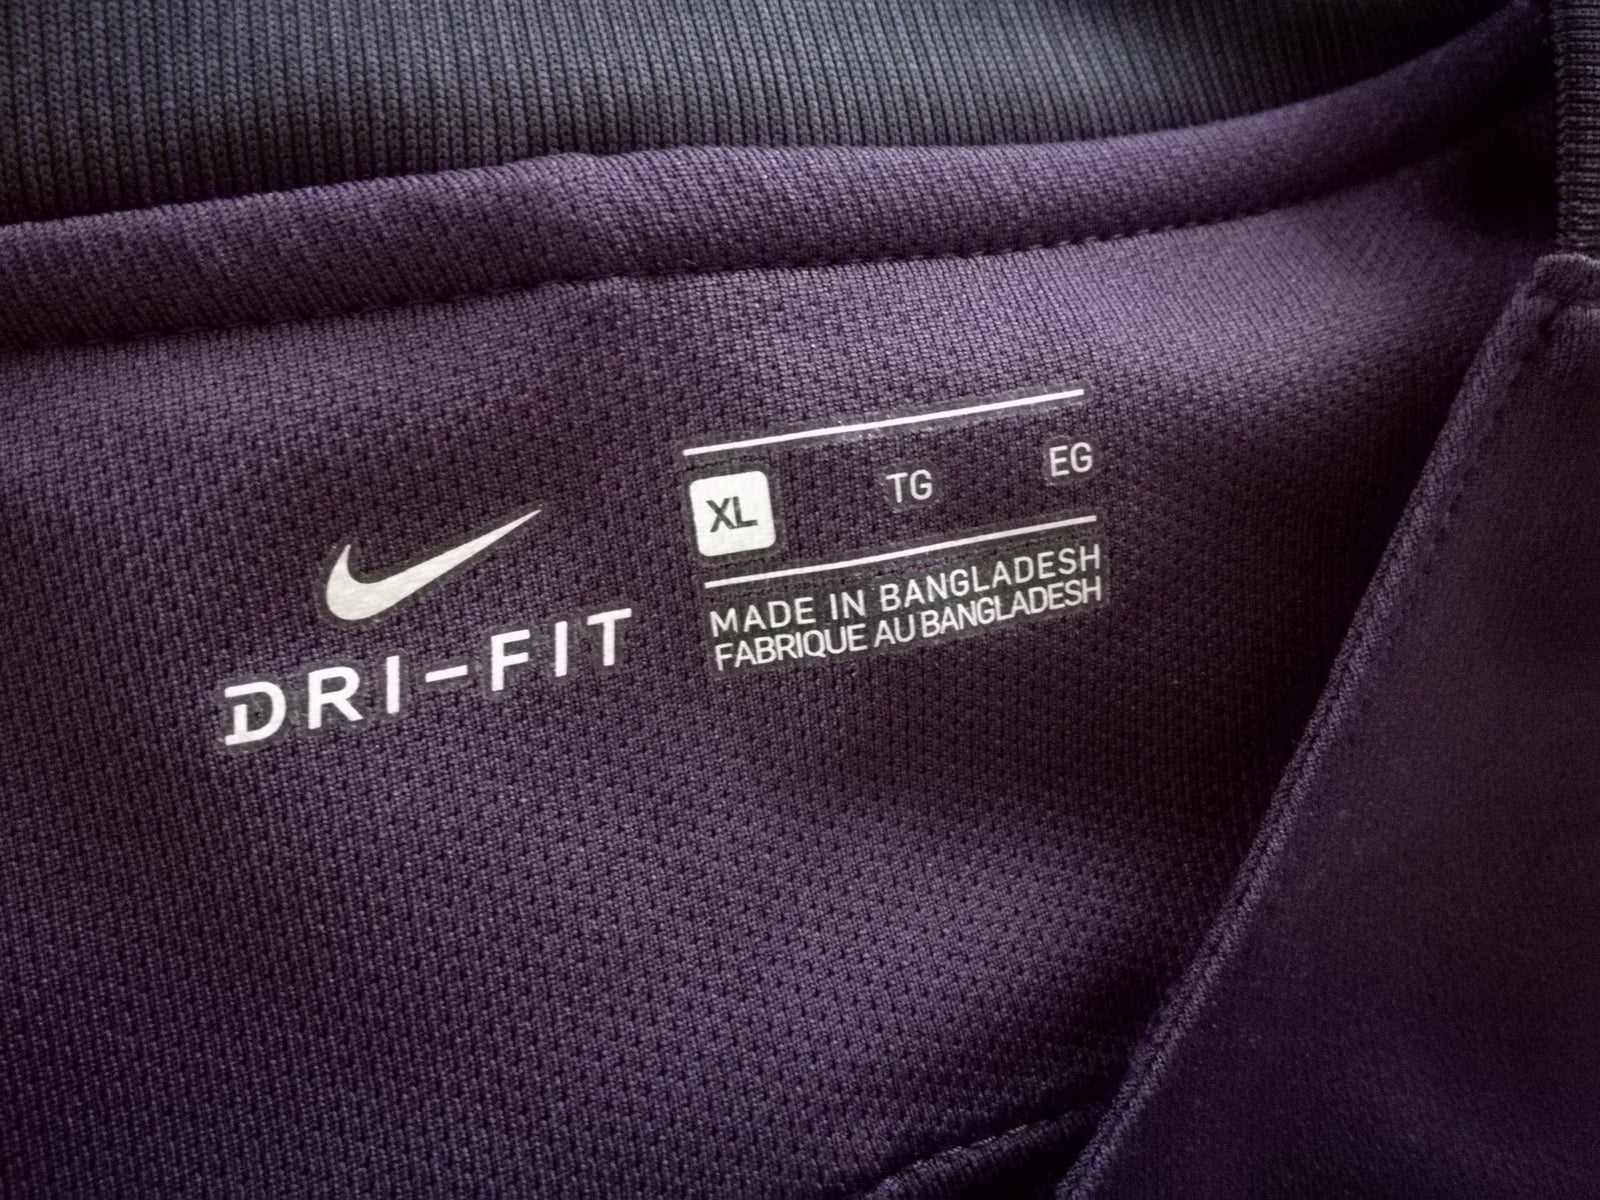 DRI-FIT
XL TG EG
MADE IN BANGLADESH
FABRIQUE AU BANGLADESH